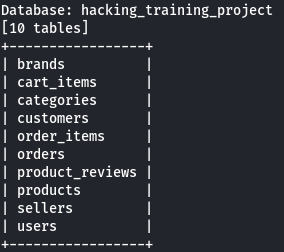 Database: hacking_training_project
[10 tables]
+-----------------+
| brands          |
| cart_items      |
| categories      |
| customers       |
| order_items     |
| orders          |
| product_reviews |
| products        |
| sellers         |
| users           |
+-----------------+